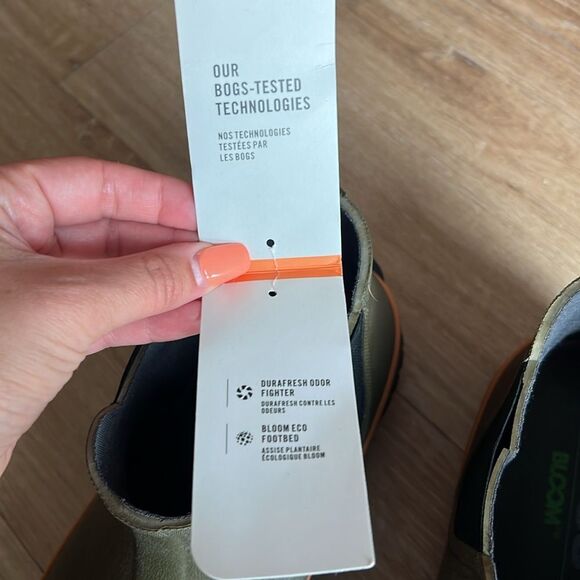 OUR
BOGS-TESTED
TECHNOLOGIES
NOS TECHNOLOGIES
TESTÉES PAR
LES BOGS
DURAFRESH ODOR
FIGHTER
DURAFRESH CONTRE LES
ODEURS
BLOOM ECO
FOOTBED
ASSISE PLANTAIRE
ÉCOLOGIQUE BLOOM
BLOOM